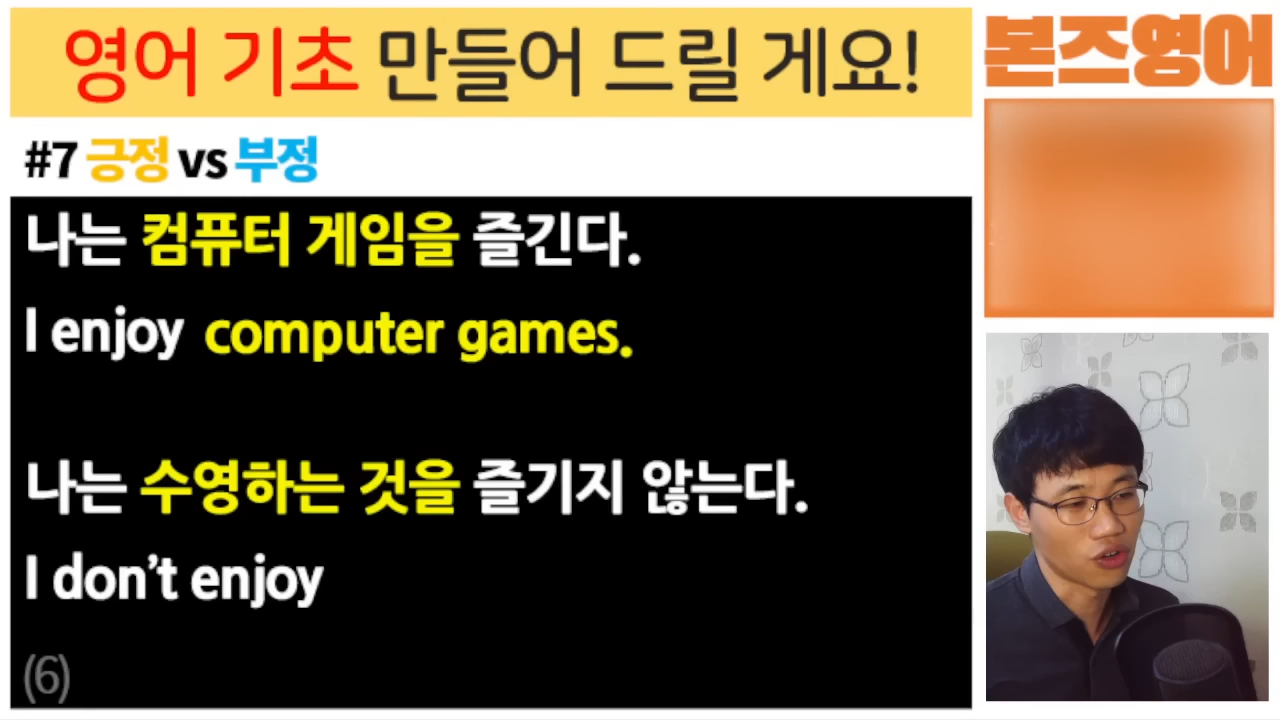 영어 기초 만들어 드릴 게요!
본즈영어
#7 긍정 vs 부정
나는 컴퓨터 게임을 즐긴다.
I enjoy computer games.
나는 수영하는 것을 즐기지 않는다.
I don't enjoy
(6)